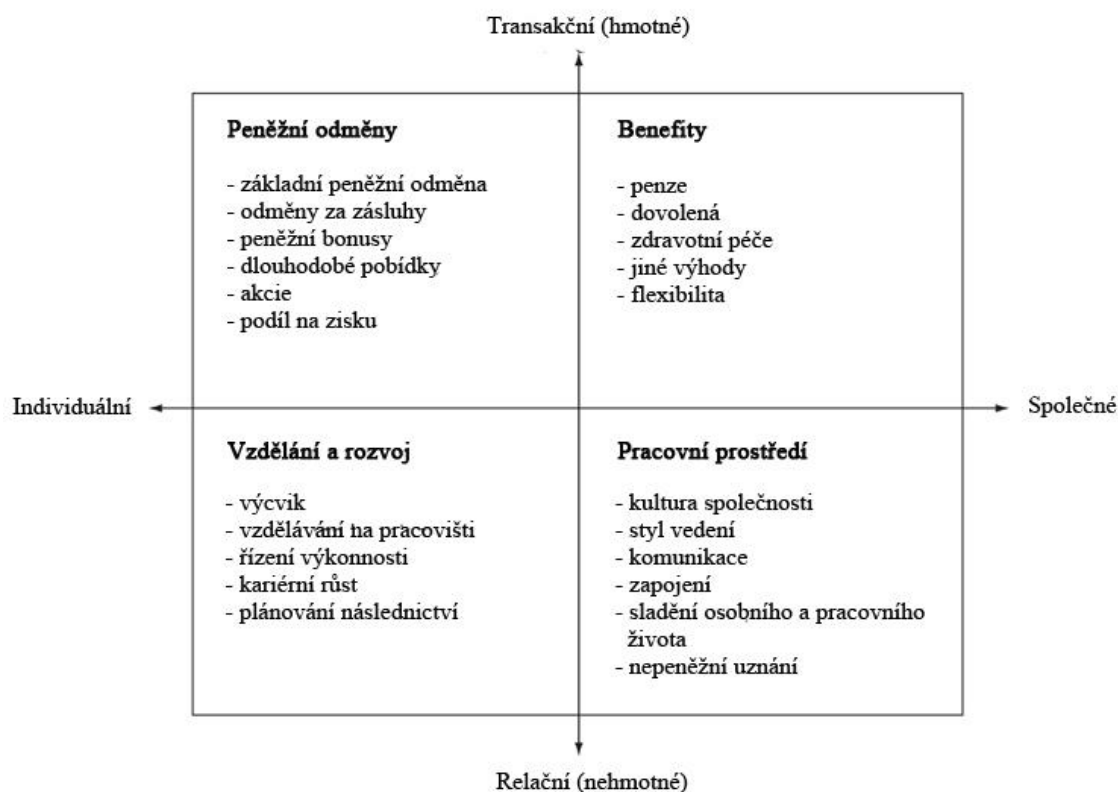 Transakční (hmotné)
Peněžní odměny
- základní peněžní odměna
- odměny za zásluhy
- peněžní bonusy
- dlouhodobé pobídky
- akcie
- podíl na zisku
Benefity
- penze
- dovolená
- zdravotní péče
- jiné výhody
- flexibilita
Individuální
Společné
Vzdělání a rozvoj
- výcvik
- vzdělávání na pracovišti
- řízení výkonnosti
- kariérní růst
- plánování následnictví
Pracovní prostředí
- kultura společnosti
- styl vedení
- komunikace
- zapojení
- sladění osobního a pracovního
života
- nepeněžní uznání
Relační (nehmotné)